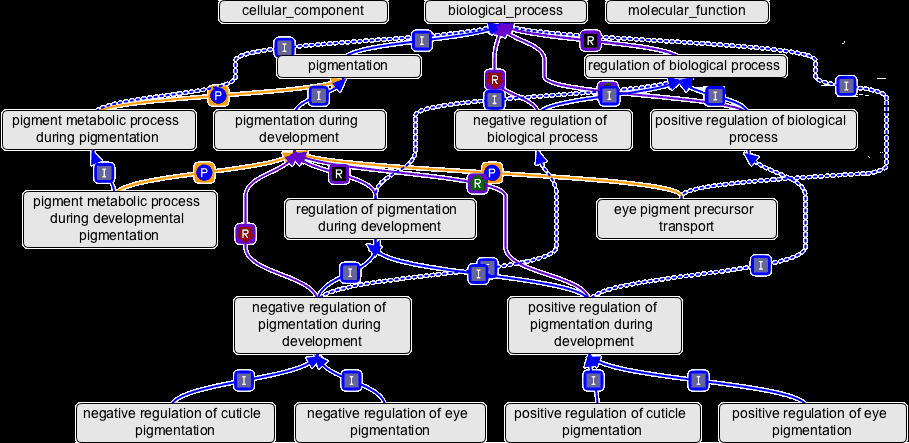 cellular_component
biological_process
molecular_function
I
I
R
pigmentation
regulation of biological process
R
I
P
I
I
I
I
pigment metabolic process
during pigmentation
pigmentation during
development
negative regulation of
biological process
positive regulation of biological
process
I
P
R
P
R
pigment metabolic process
during developmental
pigmentation
regulation of pigmentation
during development
eye pigment precursor
transport
R
I
I
I
negative regulation of
pigmentation during
development
positive regulation of
pigmentation during
development
I
I
I
I
negative regulation of cuticle
pigmentation
negative regulation of eye
pigmentation
positive regulation of cuticle
pigmentation
positive regulation of eye
pigmentation